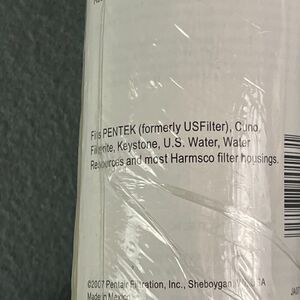 Fits PENTEK (formerly USFilter), Cuno,
Filterite, Keystone, U.S. Water, Water
Resources and most Harmsco filter housings.
©2007 Pentair Filtration, Inc., Sheboygan,
Made in Mexico